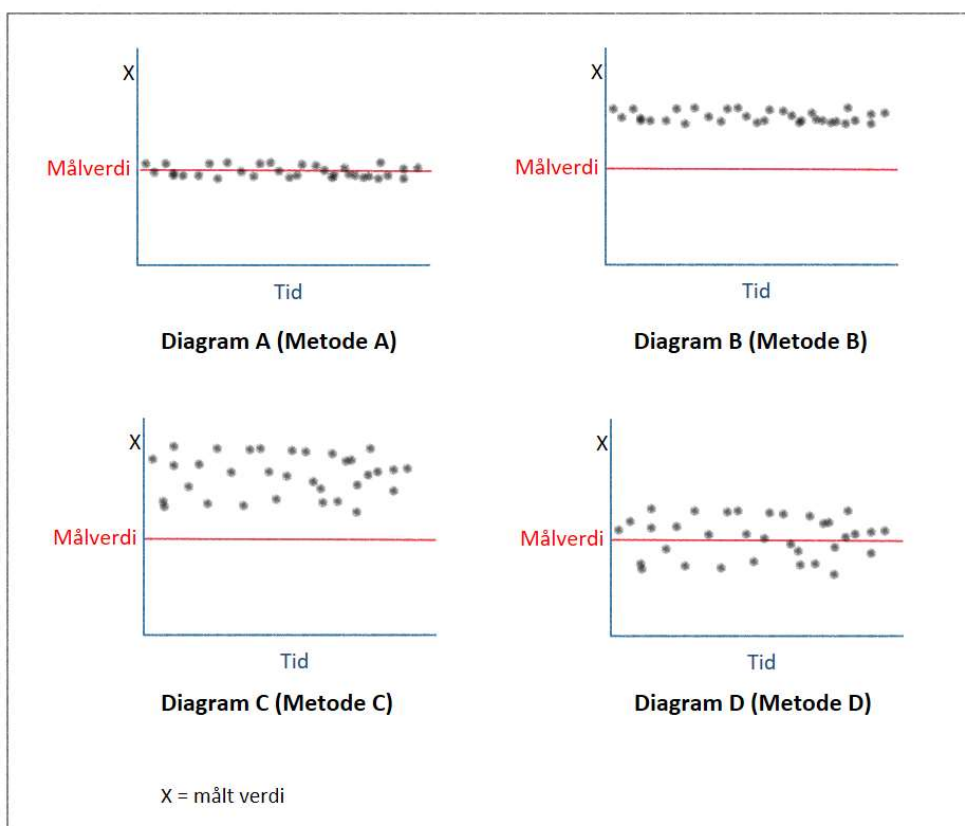 X
Målverdi
Tid
Diagram A (Metode A)
X
Målverdi
Tid
Diagram B (Metode B)
X
Målverdi
Tid
Diagram C (Metode C)
X
Målverdi
Tid
Diagram D (Metode D)
X = målt verdi